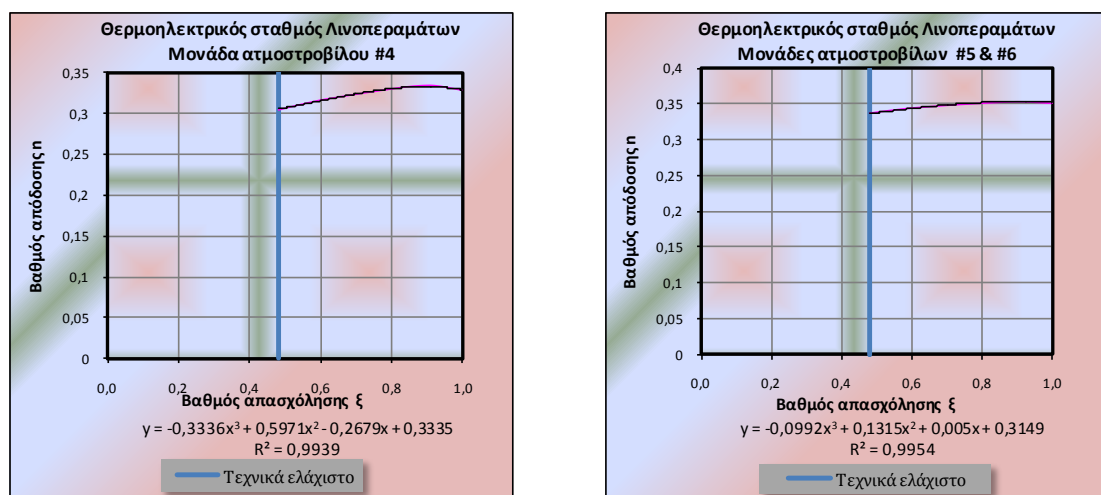 Θερμοηλεκτρικός σταθμός Λινοπεραμάτων
Μονάδα ατμοστροβίλου #4
Βαθμός απόδοσης n
0,35
0,3
0,25
0,2
0,15
0,1
0,05
0
0,0 0,2 0,4 0,6 0,8 1,0
Βαθμός απασχόλησης ξ
y = -0,3336x³ + 0,5971x² - 0,2679x + 0,3335
R² = 0,9939
Τεχνικά ελάχιστο
Θερμοηλεκτρικός σταθμός Λινοπεραμάτων
Μονάδες ατμοστροβίλων #5 & #6
Βαθμός απόδοσης n
0,4
0,35
0,3
0,25
0,2
0,15
0,1
0,05
0
0,0 0,2 0,4 0,6 0,8 1,0
Βαθμός απασχόλησης ξ
y = -0,0992x³ + 0,1315x² + 0,005x + 0,3149
R² = 0,9954
Τεχνικά ελάχιστο